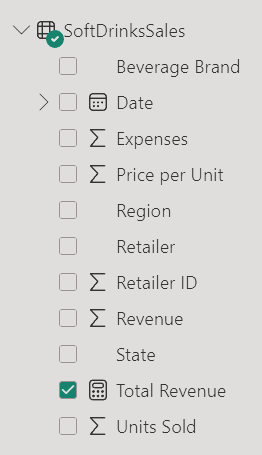 SoftDrinksSales
Beverage Brand
Date
Expenses
Price per Unit
Region
Retailer
Retailer ID
Revenue
State
Total Revenue
Units Sold